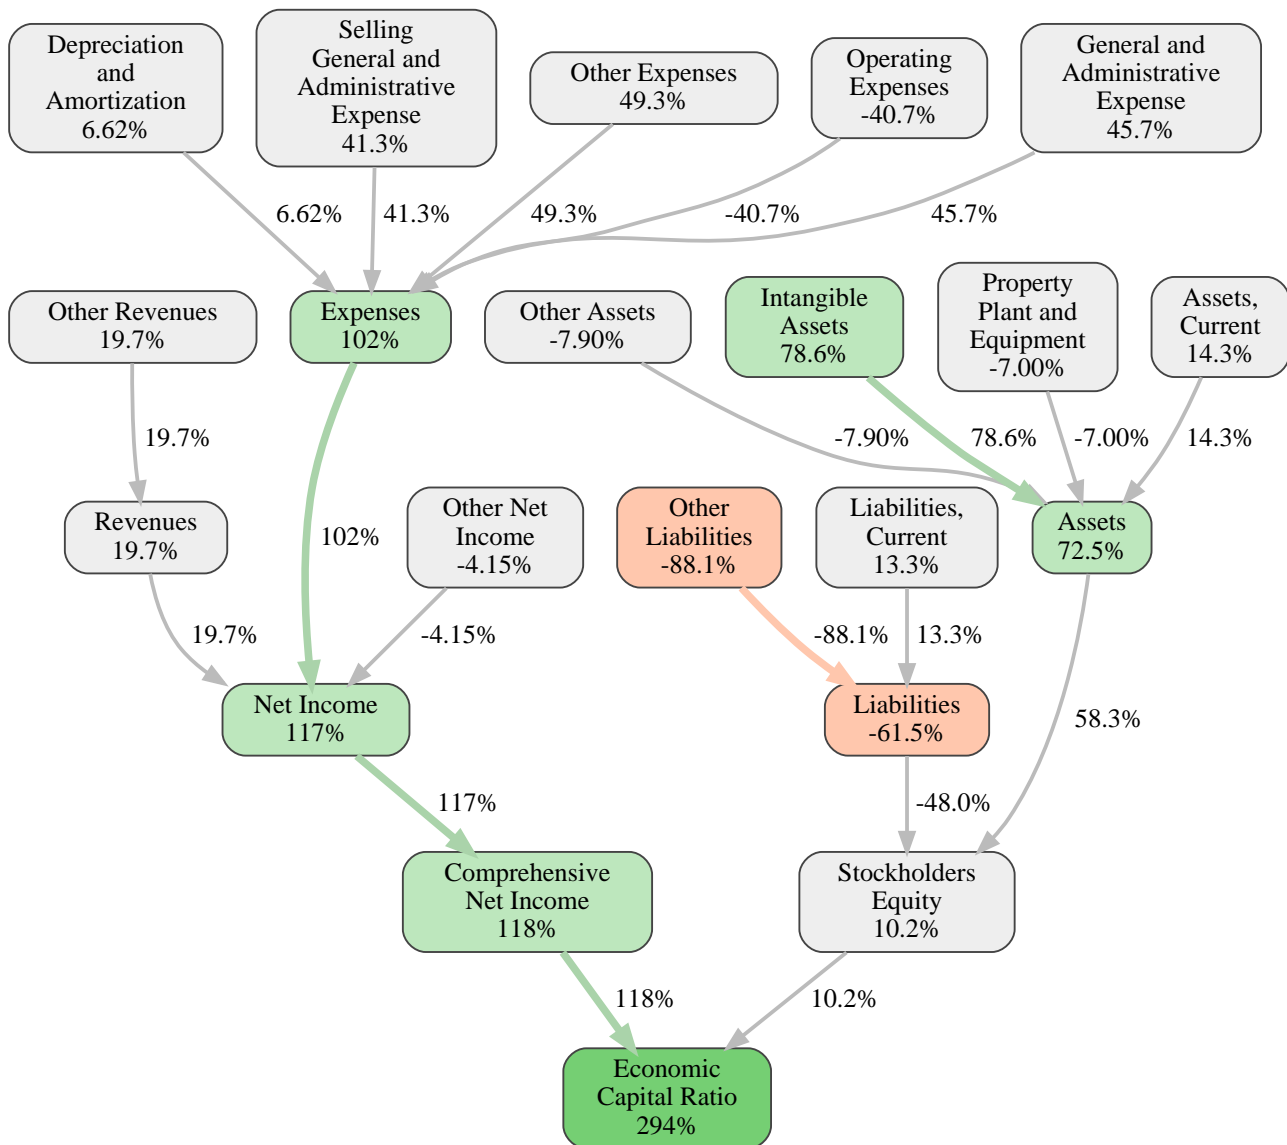 Depreciation
and
Amortization
6.62%
Selling
General and
Administrative
Expense
41.3%
Other Expenses
49.3%
Operating
Expenses
-40.7%
General and
Administrative
Expense
45.7%
6.62%
41.3%
49.3%
-40.7%
45.7%
Other Revenues
19.7%
Expenses
102%
Other Assets
-7.90%
Intangible
Assets
78.6%
Property
Plant and
Equipment
-7.00%
Assets,
Current
14.3%
19.7%
-7.90%
78.6%
-7.00%
14.3%
Revenues
19.7%
102%
Other Net
Income
-4.15%
Other
Liabilities
-88.1%
Liabilities,
Current
13.3%
Assets
72.5%
19.7%
-4.15%
-88.1%
13.3%
Net Income
117%
Liabilities
-61.5%
58.3%
117%
-48.0%
Comprehensive
Net Income
118%
Stockholders
Equity
10.2%
118%
10.2%
Economic
Capital Ratio
294%